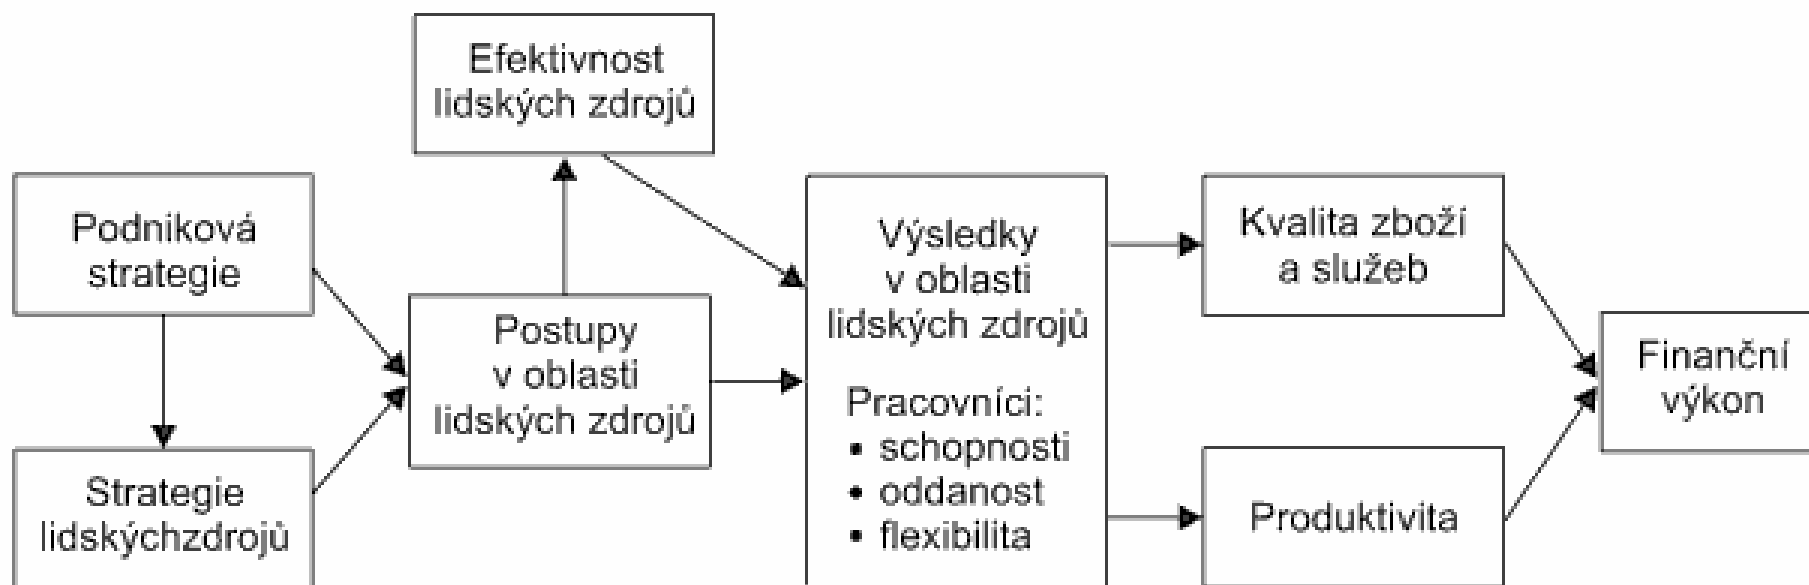 Efektivnost
lidských zdrojů
Podniková
strategie
Strategie
lidskýchzdrojů
Postupy
v oblasti
lidských zdrojů
Výsledky
v oblasti
lidských zdrojů
Pracovníci:
• schopnosti
• oddanost
• flexibilita
Kvalita zboží
a služeb
Produktivita
Finanční
výkon